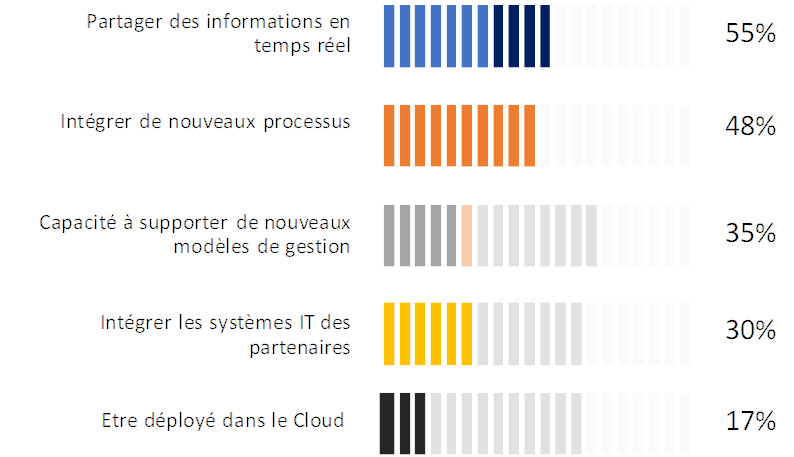 Partager des informations en
temps réel
55%
Intégrer de nouveaux processus
48%
Capacité à supporter de nouveaux
modèles de gestion
35%
Intégrer les systèmes IT des
partenaires
30%
Etre déployé dans le Cloud
17%